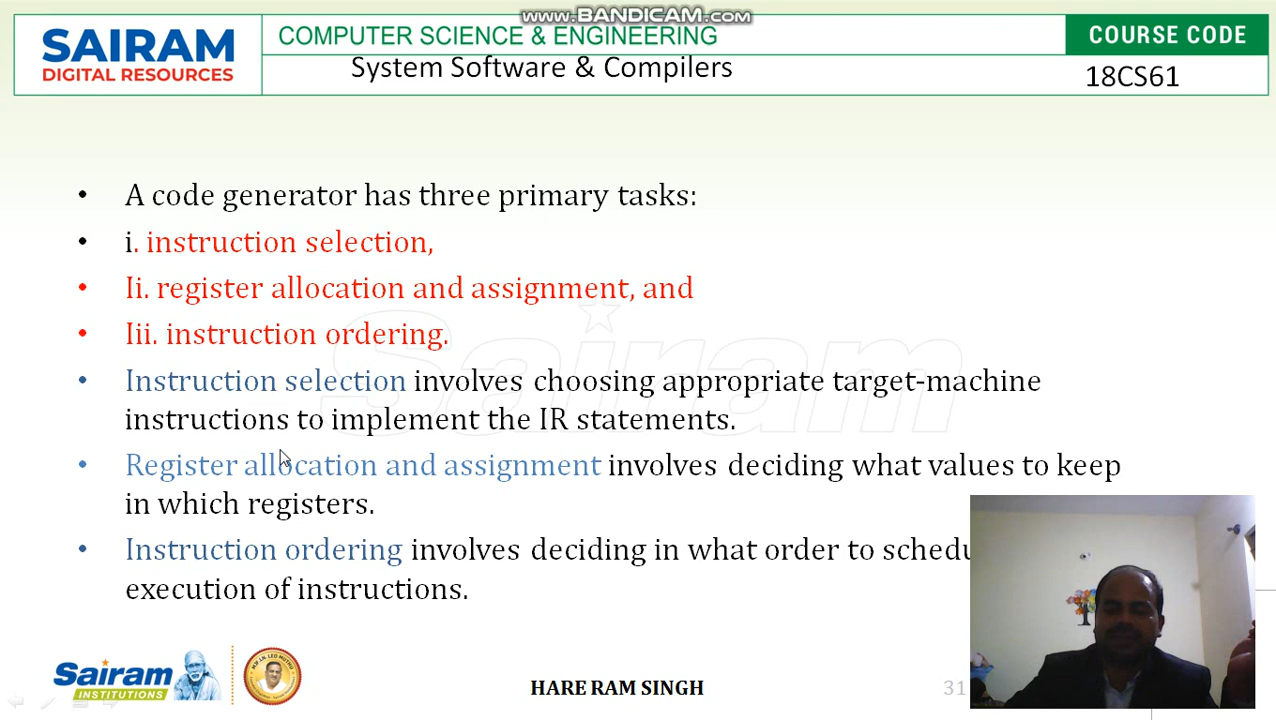 www.BANDICAM.com
SAIRAM
DIGITAL RESOURCES
COMPUTER SCIENCE & ENGINEERING
System Software & Compilers
COURSE CODE
18CS61
• A code generator has three primary tasks:
• i. instruction selection,
• Ii. register allocation and assignment, and
• Iii. instruction ordering.
• Instruction selection involves choosing appropriate target-machine
instructions to implement the IR statements.
• Register allocation and assignment involves deciding what values to keep
in which registers.
• Instruction ordering involves deciding in what order to schedu
execution of instructions.
Sairam
Sairam
INSTITUTIONS
HARE RAM SINGH
31